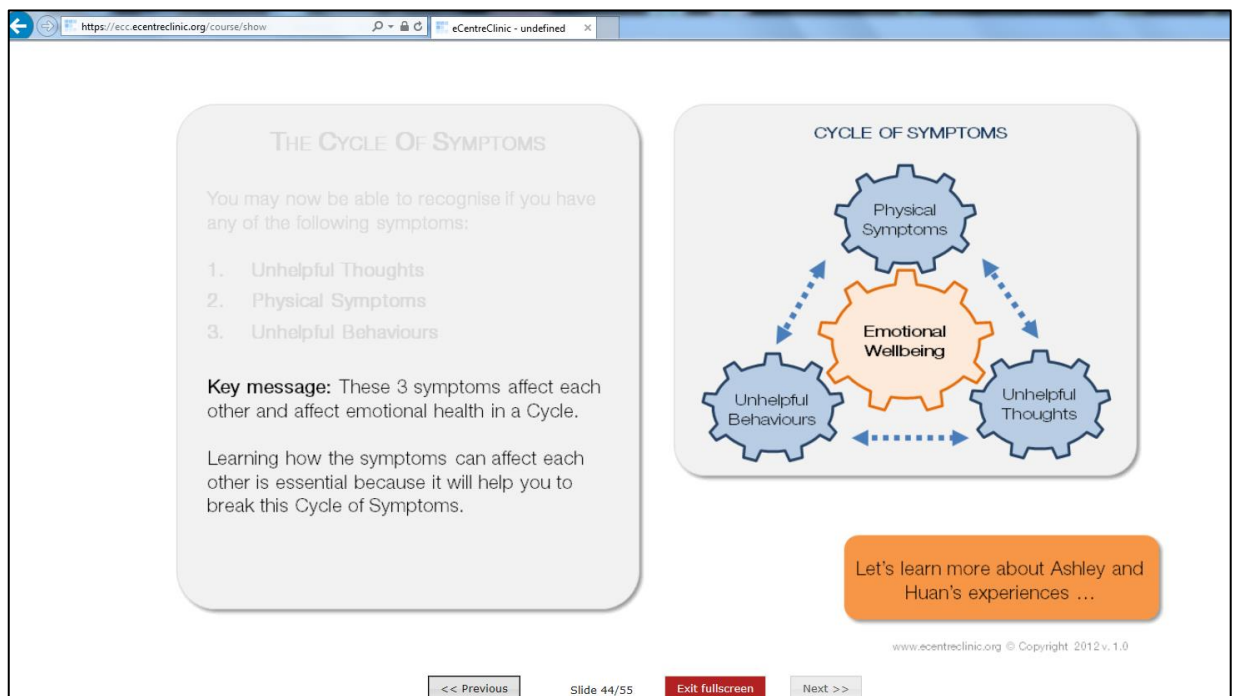 https://ecc.ecentreclinic.org/course/show
eCentreClinic - undefined
THE CYCLE OF SYMPTOMS
You may now be able to recognise if you have
any of the following symptoms:
1. Unhelpful Thoughts
2. Physical Symptoms
3. Unhelpful Behaviours
Key message: These 3 symptoms affect each
other and affect emotional health in a Cycle.
Learning how the symptoms can affect each
other is essential because it will help you to
break this Cycle of Symptoms.
CYCLE OF SYMPTOMS
Physical
Symptoms
Emotional
Wellbeing
Unhelpful
Behaviours
Unhelpful
Thoughts
Let's learn more about Ashley and
Huan's experiences ...
www.ecentreclinic.org © Copyright 2012 v. 1.0
<< Previous
Slide 44/55
Exit fullscreen
Next >>